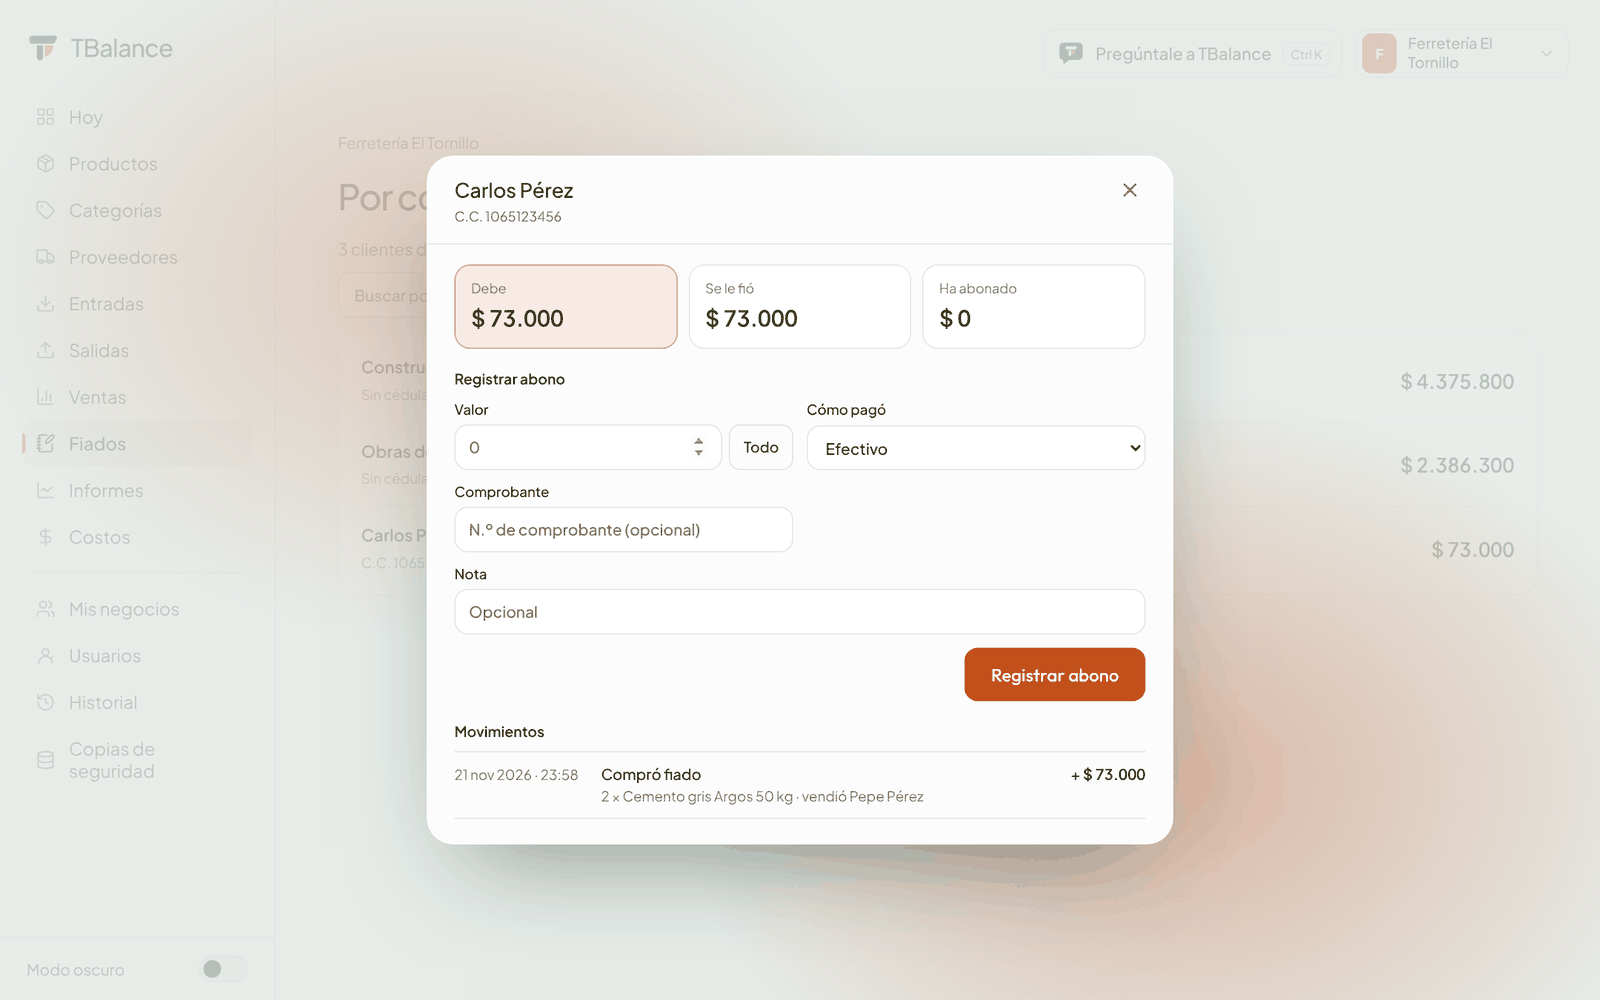 TBalance
Pregúntale a TBalance
Ctrl K
F
Ferretería El
Tornillo
Hoy
Productos
Categorías
Proveedores
Entradas
Salidas
Ventas
Fiados
Informes
Costos
Mis negocios
Usuarios
Historial
Copias de
seguridad
Modo oscuro
Ferretería El Tornillo
Por co
3 clientes d
Buscar po
Constru
Sin cédula
$ 4.375.800
Obras de
Sin cédula
$ 2.386.300
Carlos P
C.C. 1065
$ 73.000
Carlos Pérez
C.C. 1065123456
Debe
$ 73.000
Se le fió
$ 73.000
Ha abonado
$ 0
Registrar abono
Valor
Cómo pagó
0
Todo
Efectivo
Comprobante
N.º de comprobante (opcional)
Nota
Opcional
Registrar abono
Movimientos
21 nov 2026 · 23:58
Compró fiado
+ $ 73.000
2 × Cemento gris Argos 50 kg · vendió Pepe Pérez